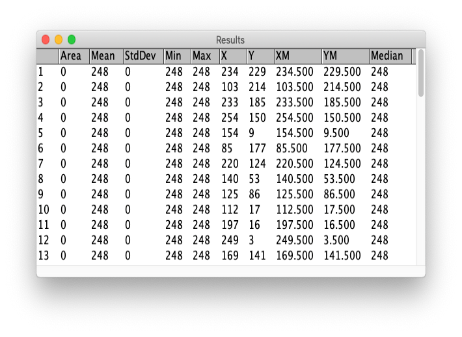 Results
Area Mean StdDev Min Max X Y XM YM Median
1 0 248 0 248 248 234 229 234.500 229.500 248
2 0 248 0 248 248 103 214 103.500 214.500 248
3 0 248 0 248 248 233 185 233.500 185.500 248
4 0 248 0 248 248 254 150 254.500 150.500 248
5 0 248 0 248 248 154 9 154.500 9.500 248
6 0 248 0 248 248 85 177 85.500 177.500 248
7 0 248 0 248 248 220 124 220.500 124.500 248
8 0 248 0 248 248 140 53 140.500 53.500 248
9 0 248 0 248 248 125 86 125.500 86.500 248
10 0 248 0 248 248 112 17 112.500 17.500 248
11 0 248 0 248 248 197 16 197.500 16.500 248
12 0 248 0 248 248 249 3 249.500 3.500 248
13 0 248 0 248 248 169 141 169.500 141.500 248